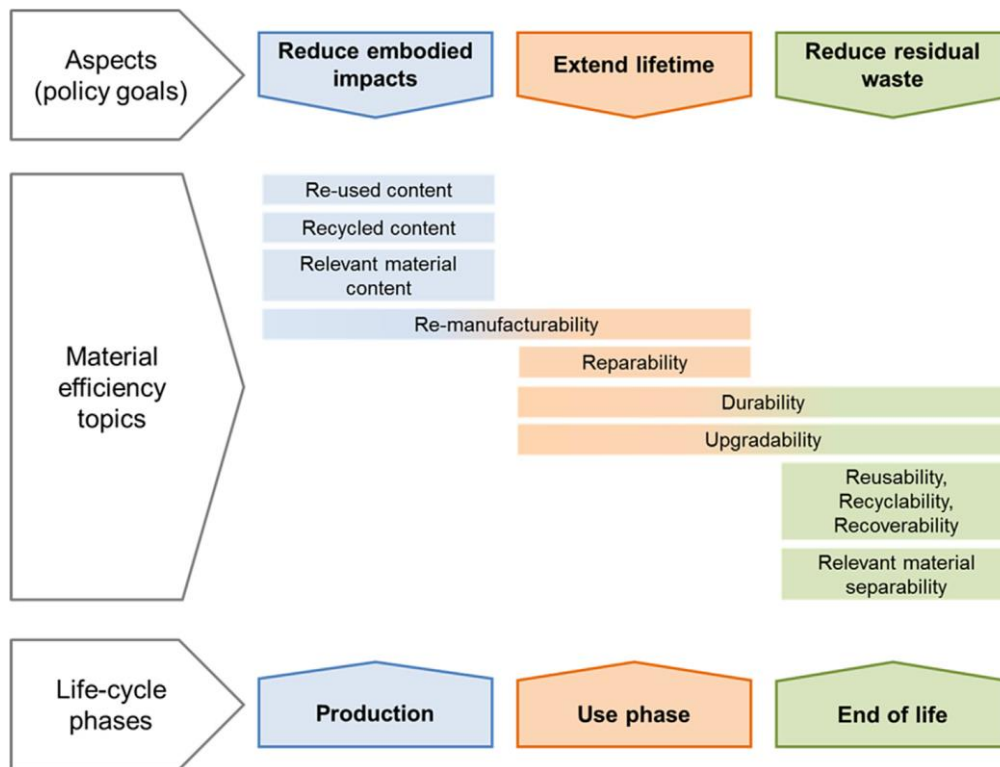 Aspects
(policy goals)
Reduce embodied
impacts
Extend lifetime
Reduce residual
waste
Material
efficiency
topics
Re-used content
Recycled content
Relevant material
content
Re-manufacturability
Reparability
Durability
Upgradability
Reusability,
Recyclability,
Recoverability
Relevant material
separability
Life-cycle
phases
Production
Use phase
End of life